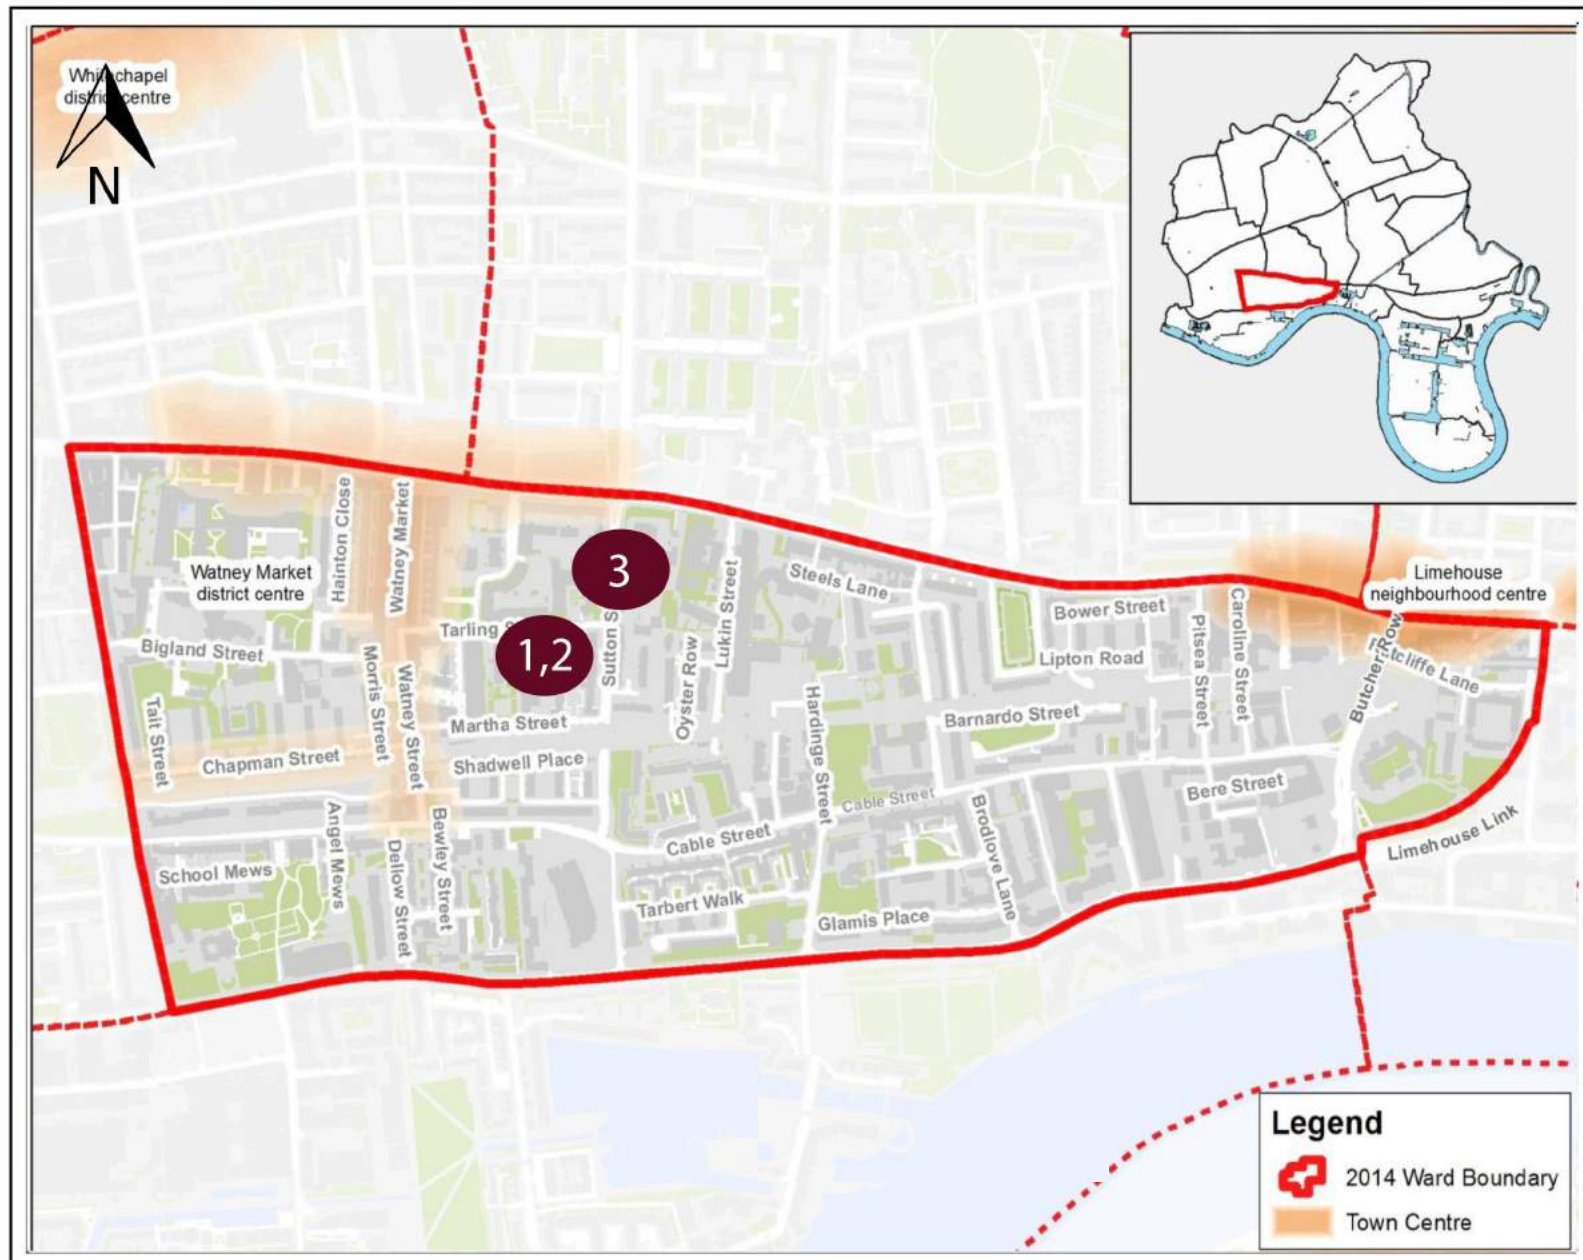 Whitechapel
district centre
N
Hainton Close
Watney Market
Watney Market
district centre
3
Steels Lane
Limehouse
neighbourhood centre
Lukin Street
Bower Street
Caroline Street
Tarling
1,2
Sutton S
Bigland Street
Oyster Row
Lipton Road
Pitsea Street
Butcher Row
Ratcliffe Lane
Morris Street
Watney Street
Tait Street
Martha Street
Hardinge Street
Barnardo Street
Chapman Street
Shadwell Place
Bere Street
Cable Street
Angel Mews
Bewley Street
Cable Street
Brodlove Lane
Limehouse Link
School Mews
Dellow Street
Tarbert Walk
Glamis Place
Legend
2014 Ward Boundary
Town Centre